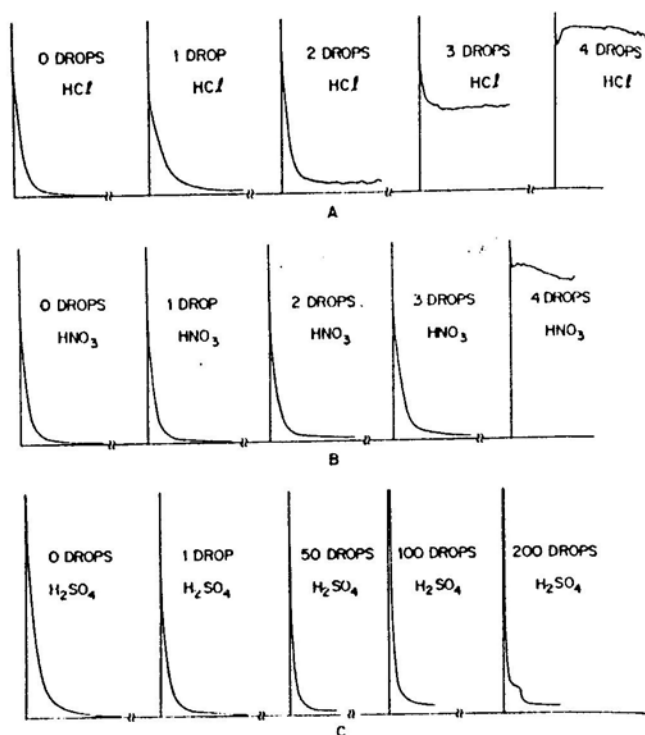 0 DROPS
HCl
1 DROP
HCl
2 DROPS
HCl
3 DROPS
HCl
4 DROPS
HCl
A
0 DROPS
HNO₃
1 DROP
HNO₃
2 DROPS.
HNO₃
3 DROPS
HNO₃
4 DROPS
HNO₃
B
0 DROPS
H₂SO₄
1 DROP
H₂SO₄
50 DROPS
H₂SO₄
100 DROPS
H₂SO₄
200 DROPS
H₂SO₄
C